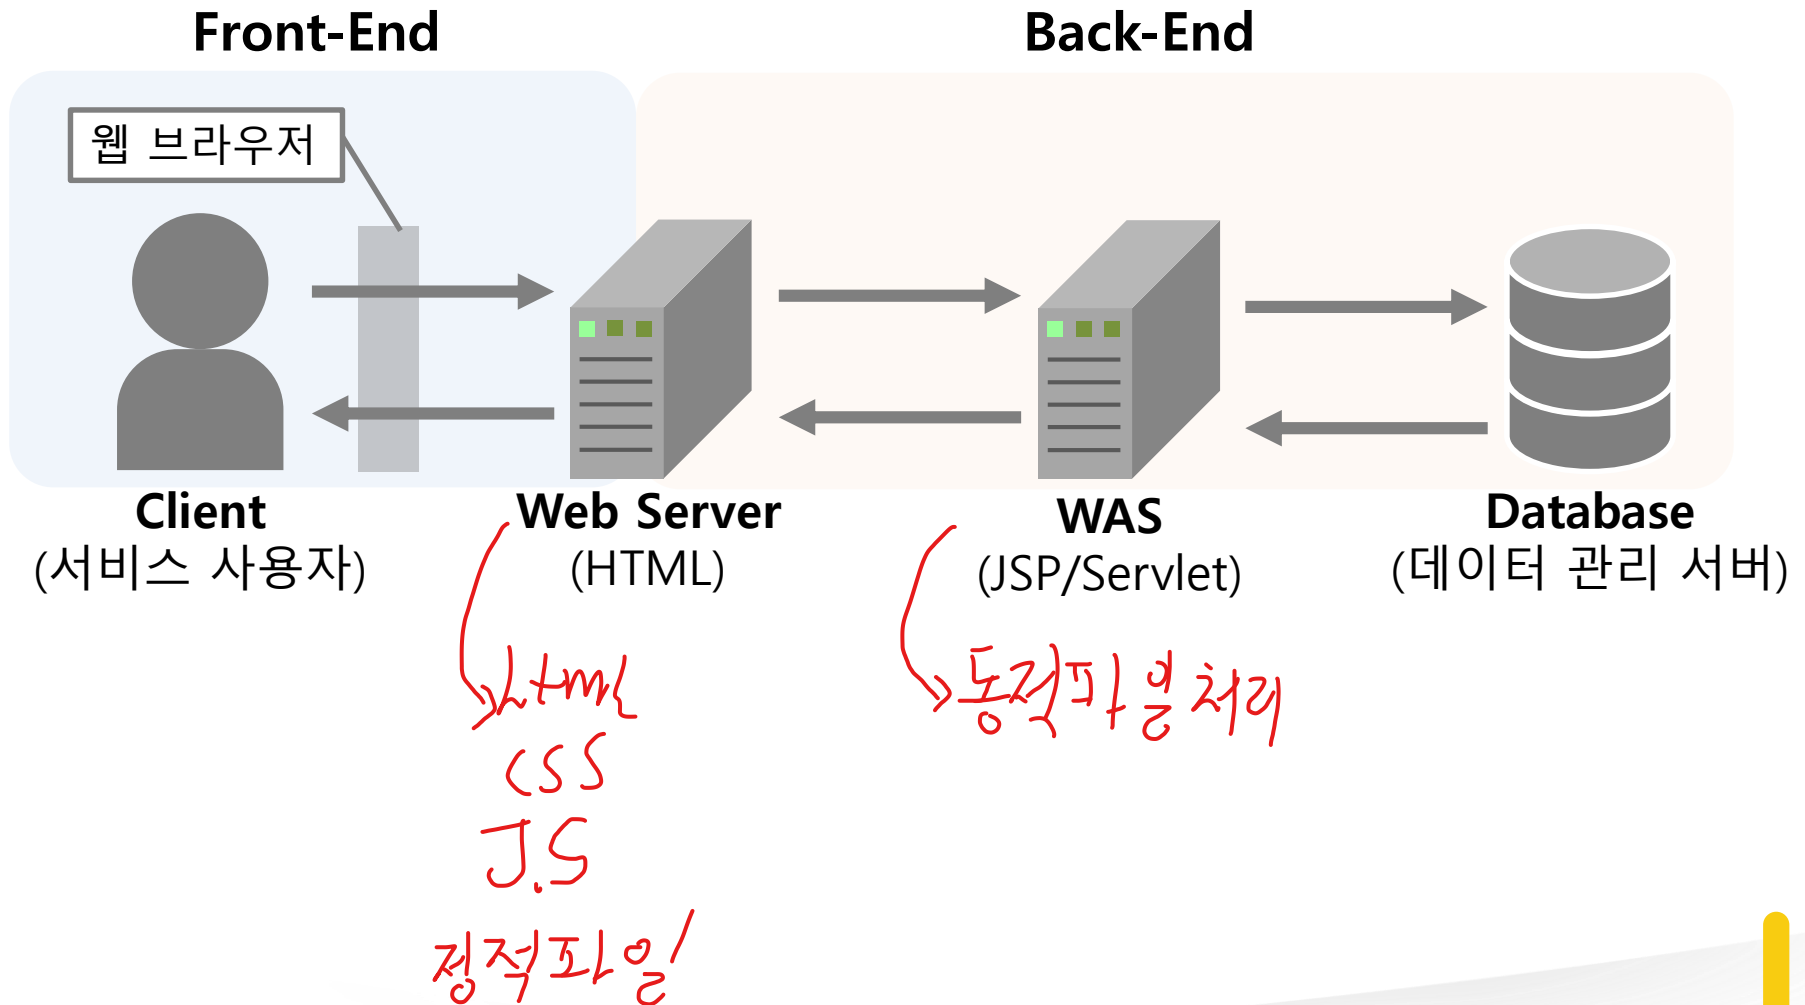 Front-End
Back-End
웹 브라우저
Client
(서비스 사용자)
Web Server
(HTML)
WAS
(JSP/Servlet)
Database
(데이터 관리 서버)
html
css
J.S
정적파일
동적파일처리